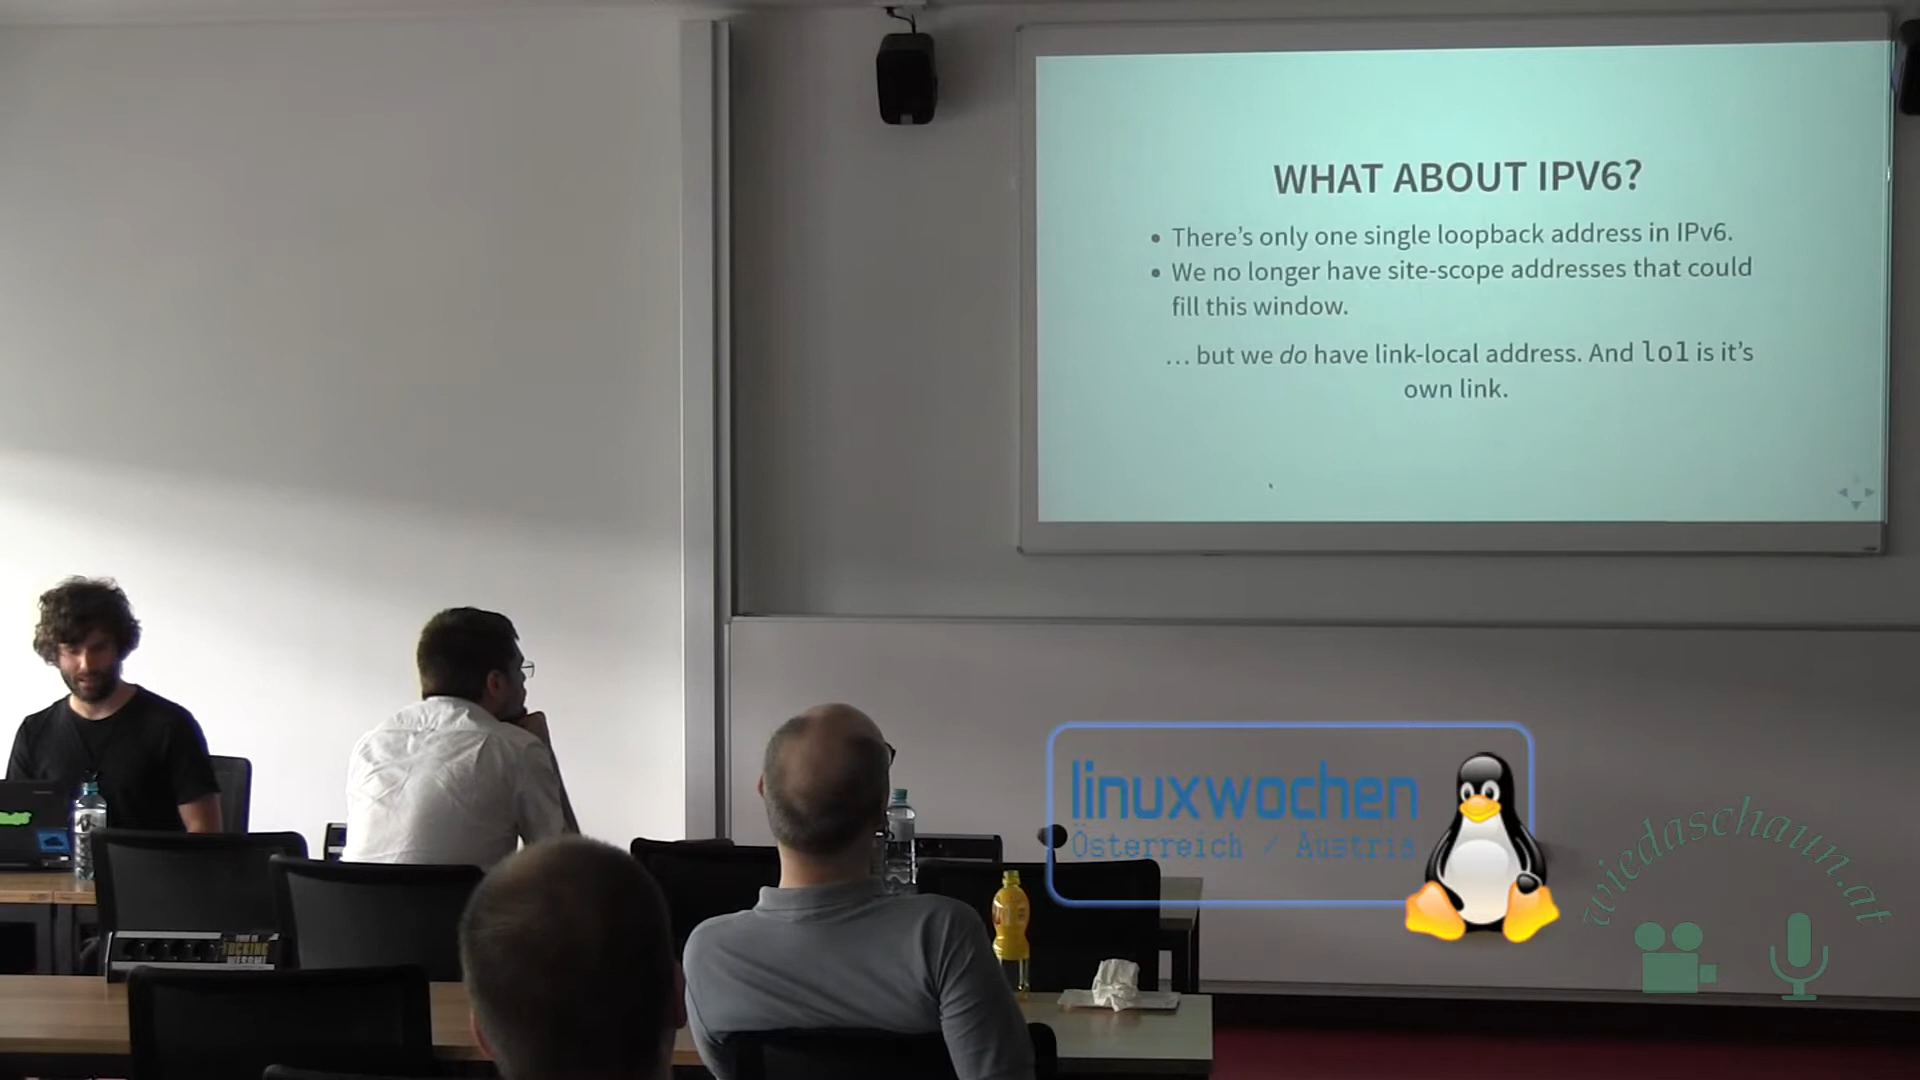 WHAT ABOUT IPV6?
• There's only one single loopback address in IPv6.
• We no longer have site-scope addresses that could
fill this window.
... but we do have link-local address. And lo1 is it's
own link.
linuxwochen
Österreich / Austria
wiedaschaun.at
FUCKING
AWESOME